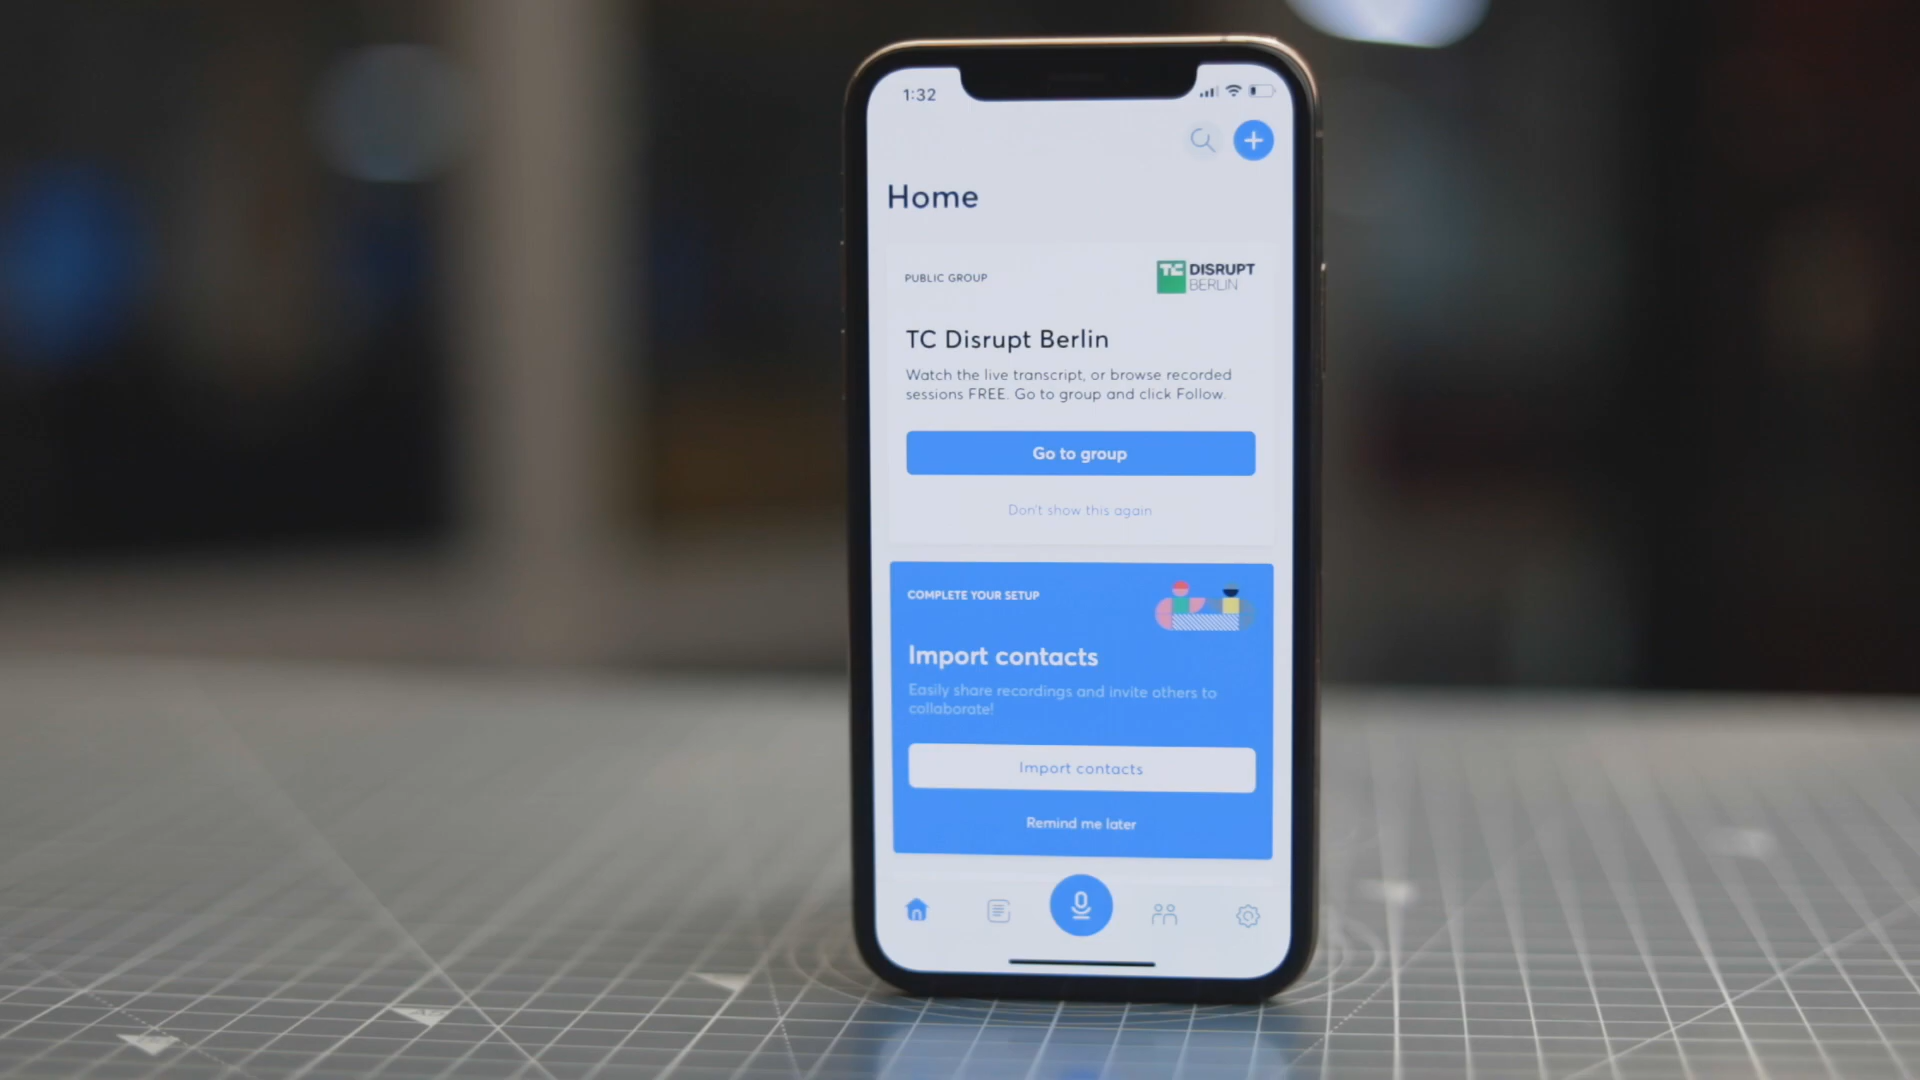 1:32
Home
PUBLIC GROUP
TC DISRUPT
BERLIN
TC Disrupt Berlin
Watch the live transcript, or browse recorded
sessions FREE. Go to group and click Follow.
Go to group
Don't show this again
COMPLETE YOUR SETUP
Import contacts
Easily share recordings and invite others to
collaborate!
Import contacts
Remind me later